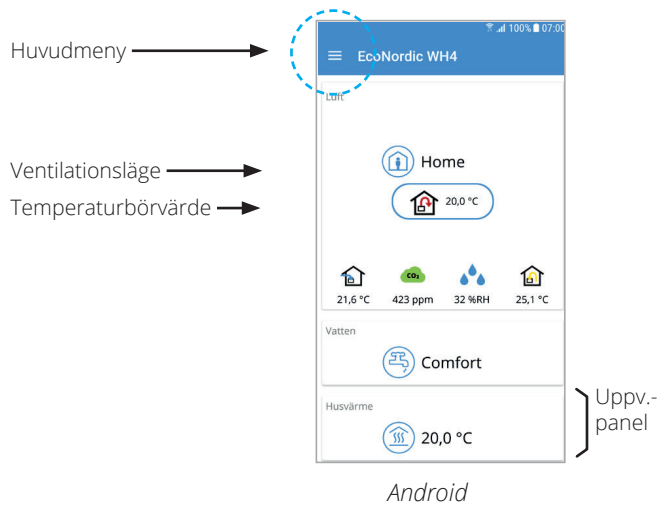 100% 07:00
Huvudmeny
EcoNordic WH4
Luft
Home
Ventilationsläge
Temperaturbörvärde
20,0 °C
CO₂
21,6 °C 423 ppm 32 %RH 25,1 °C
Vatten
Comfort
Husvärme
20,0 °C
Uppv.-
panel
Android